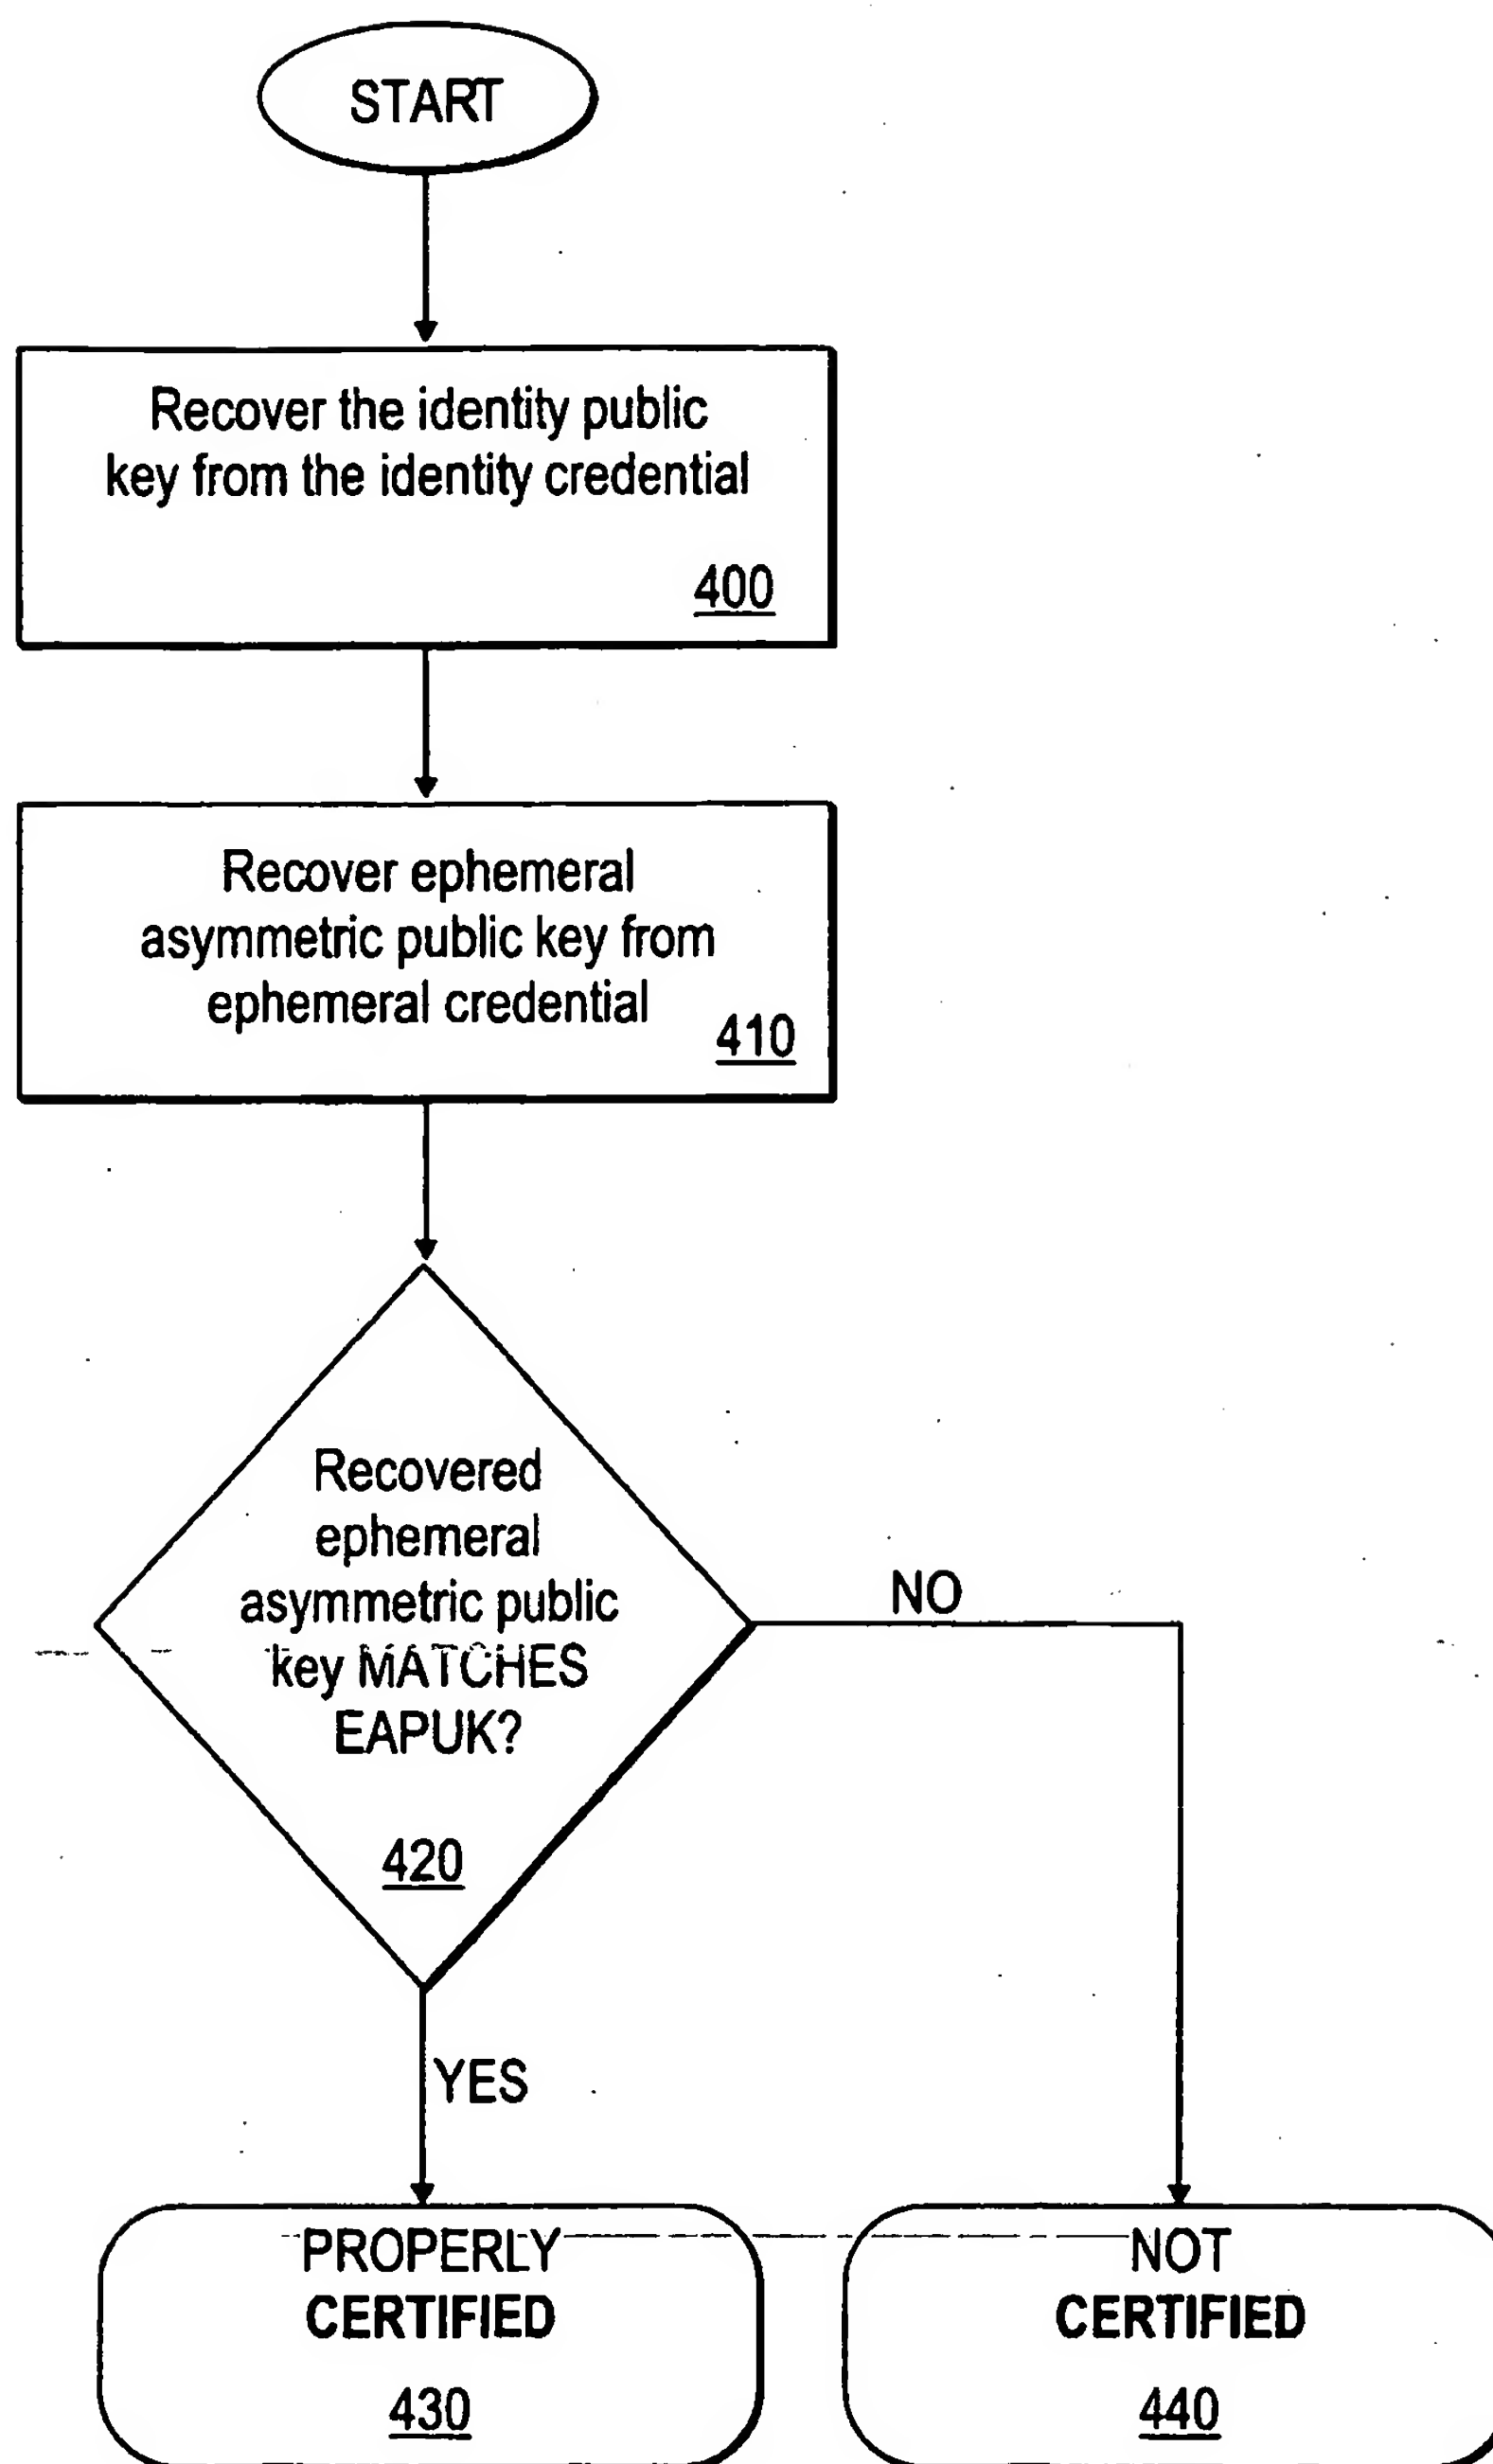 START
Recover the identity public
key from the identity credential
400
Recover ephemeral
asymmetric public key from
ephemeral credential
410
Recovered
ephemeral
asymmetric public
key MATCHES
EAPUK?
420
NO
YES
PROPERLY
CERTIFIED
430
NOT
CERTIFIED
440